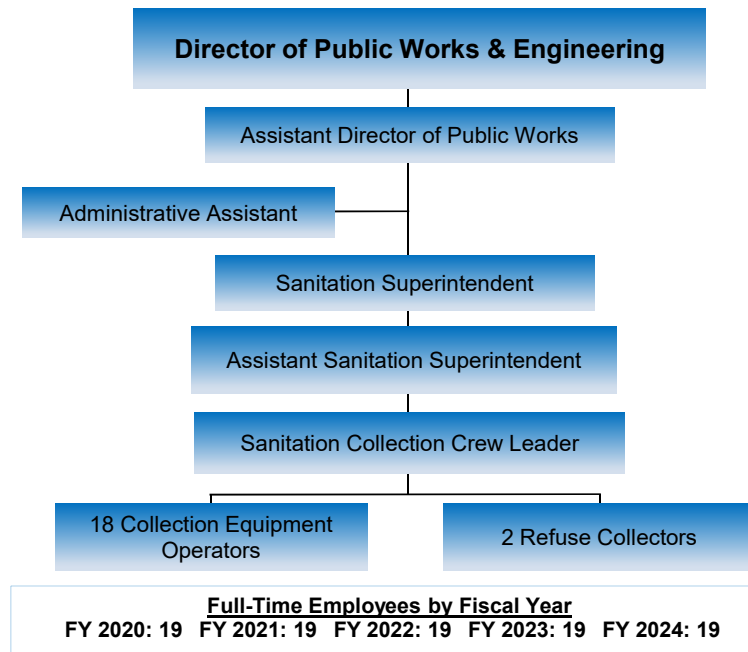 Director of Public Works & Engineering
Assistant Director of Public Works
Administrative Assistant
Sanitation Superintendent
Assistant Sanitation Superintendent
Sanitation Collection Crew Leader
18 Collection Equipment
Operators
2 Refuse Collectors
Full-Time Employees by Fiscal Year
FY 2020: 19 FY 2021: 19 FY 2022: 19 FY 2023: 19 FY 2024: 19